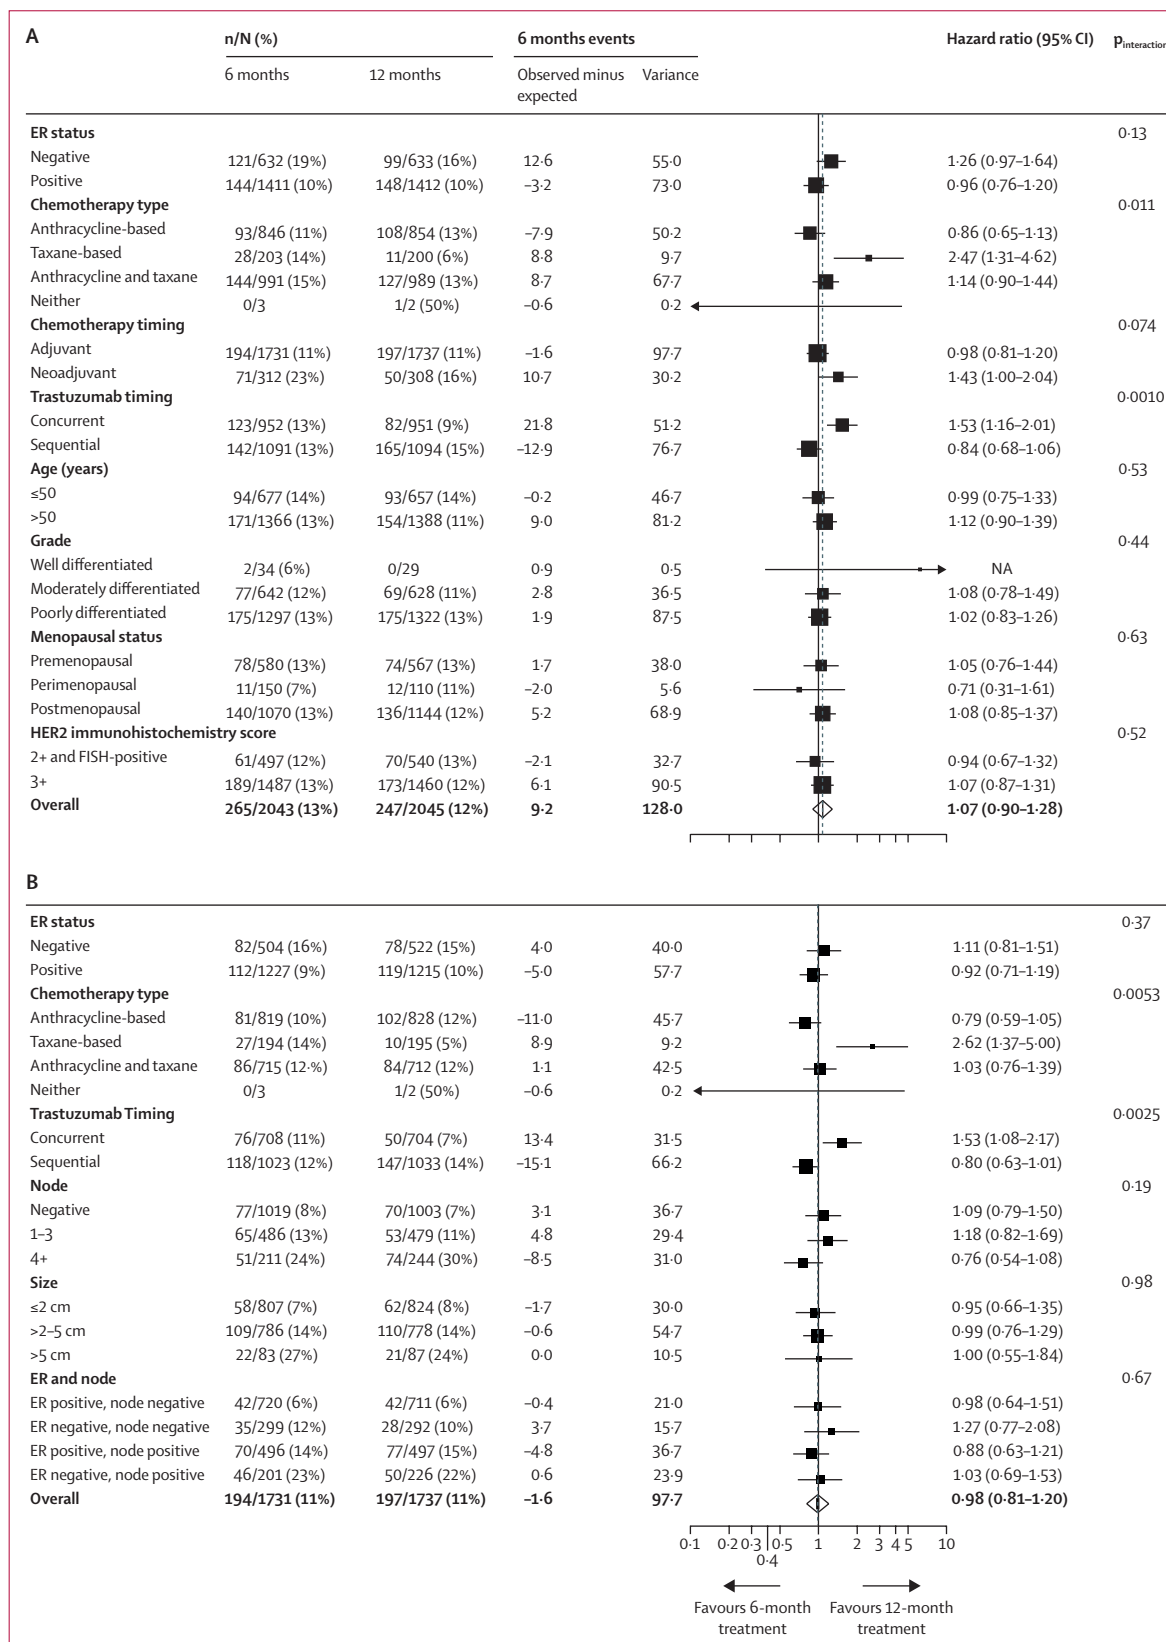 A n/N (%) 6 months events Hazard ratio (95% CI) pinteraction
6 months 12 months Observed minus expected Variance
ER status 0·13
Negative 121/632 (19%) 99/633 (16%) 12·6 55·0 1·26 (0·97–1·64)
Positive 144/1411 (10%) 148/1412 (10%) –3·2 73·0 0·96 (0·76–1·20)
Chemotherapy type 0·011
Anthracycline-based 93/846 (11%) 108/854 (13%) –7·9 50·2 0·86 (0·65–1·13)
Taxane-based 28/203 (14%) 11/200 (6%) 8·8 9·7 2·47 (1·31–4·62)
Anthracycline and taxane 144/991 (15%) 127/989 (13%) 8·7 67·7 1·14 (0·90–1·44)
Neither 0/3 1/2 (50%) –0·6 0·2
Chemotherapy timing 0·074
Adjuvant 194/1731 (11%) 197/1737 (11%) –1·6 97·7 0·98 (0·81–1·20)
Neoadjuvant 71/312 (23%) 50/308 (16%) 10·7 30·2 1·43 (1·00–2·04)
Trastuzumab timing 0·0010
Concurrent 123/952 (13%) 82/951 (9%) 21·8 51·2 1·53 (1·16–2·01)
Sequential 142/1091 (13%) 165/1094 (15%) –12·9 76·7 0·84 (0·68–1·06)
Age (years) 0·53
≤50 94/677 (14%) 93/657 (14%) –0·2 46·7 0·99 (0·75–1·33)
>50 171/1366 (13%) 154/1388 (11%) 9·0 81·2 1·12 (0·90–1·39)
Grade 0·44
Well differentiated 2/34 (6%) 0/29 0·9 0·5 NA
Moderately differentiated 77/642 (12%) 69/628 (11%) 2·8 36·5 1·08 (0·78–1·49)
Poorly differentiated 175/1297 (13%) 175/1322 (13%) 1·9 87·5 1·02 (0·83–1·26)
Menopausal status 0·63
Premenopausal 78/580 (13%) 74/567 (13%) 1·7 38·0 1·05 (0·76–1·44)
Perimenopausal 11/150 (7%) 12/110 (11%) –2·0 5·6 0·71 (0·31–1·61)
Postmenopausal 140/1070 (13%) 136/1144 (12%) 5·2 68·9 1·08 (0·85–1·37)
HER2 immunohistochemistry score 0·52
2+ and FISH-positive 61/497 (12%) 70/540 (13%) –2·1 32·7 0·94 (0·67–1·32)
3+ 189/1487 (13%) 173/1460 (12%) 6·1 90·5 1·07 (0·87–1·31)
Overall 265/2043 (13%) 247/2045 (12%) 9·2 128·0 1·07 (0·90–1·28)
B
ER status 0·37
Negative 82/504 (16%) 78/522 (15%) 4·0 40·0 1·11 (0·81–1·51)
Positive 112/1227 (9%) 119/1215 (10%) –5·0 57·7 0·92 (0·71–1·19)
Chemotherapy type 0·0053
Anthracycline-based 81/819 (10%) 102/828 (12%) –11·0 45·7 0·79 (0·59–1·05)
Taxane-based 27/194 (14%) 10/195 (5%) 8·9 9·2 2·62 (1·37–5·00)
Anthracycline and taxane 86/715 (12·%) 84/712 (12%) 1·1 42·5 1·03 (0·76–1·39)
Neither 0/3 1/2 (50%) –0·6 0·2
Trastuzumab Timing 0·0025
Concurrent 76/708 (11%) 50/704 (7%) 13·4 31·5 1·53 (1·08–2·17)
Sequential 118/1023 (12%) 147/1033 (14%) –15·1 66·2 0·80 (0·63–1·01)
Node 0·19
Negative 77/1019 (8%) 70/1003 (7%) 3·1 36·7 1·09 (0·79–1·50)
1–3 65/486 (13%) 53/479 (11%) 4·8 29·4 1·18 (0·82–1·69)
4+ 51/211 (24%) 74/244 (30%) –8·5 31·0 0·76 (0·54–1·08)
Size 0·98
≤2 cm 58/807 (7%) 62/824 (8%) –1·7 30·0 0·95 (0·66–1·35)
>2–5 cm 109/786 (14%) 110/778 (14%) –0·6 54·7 0·99 (0·76–1·29)
>5 cm 22/83 (27%) 21/87 (24%) 0·0 10·5 1·00 (0·55–1·84)
ER and node 0·67
ER positive, node negative 42/720 (6%) 42/711 (6%) –0·4 21·0 0·98 (0·64–1·51)
ER negative, node negative 35/299 (12%) 28/292 (10%) 3·7 15·7 1·27 (0·77–2·08)
ER positive, node positive 70/496 (14%) 77/497 (15%) –4·8 36·7 0·88 (0·63–1·21)
ER negative, node positive 46/201 (23%) 50/226 (22%) 0·6 23·9 1·03 (0·69–1·53)
Overall 194/1731 (11%) 197/1737 (11%) –1·6 97·7 0·98 (0·81–1·20)
0·1 0·2 0·3 0·4 0·5 1 2 3 4 5 10
Favours 6-month treatment Favours 12-month treatment